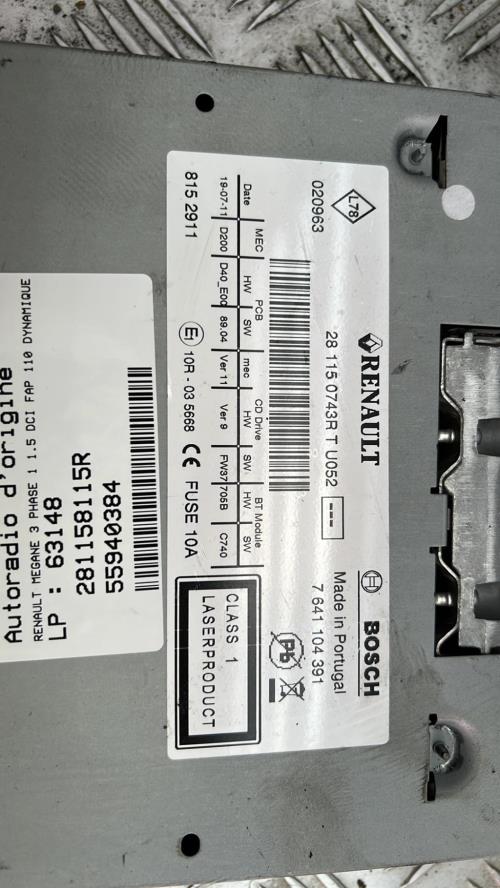 L78
RENAULT
BOSCH
020963
28 115 0743R T U052
---
Made in Portugal
7 641 104 391
Pb
MEC
PCB
CD Drive
BT Module
Date
HW
SW
mec
HW
SW
HW
SW
19-07-11
D200
D40_E00
89.04
Ver 11
Ver 9
FW37
705B
C740
815 2911
E1
10R - 03 5668
CE
FUSE 10A
CLASS 1
LASERPRODUCT
Autoradio d'origine
RENAULT MEGANE 3 PHASE 1 1.5 DCI FAP 110 DYNAMIQUE
LP : 63148
281158115R
55940384